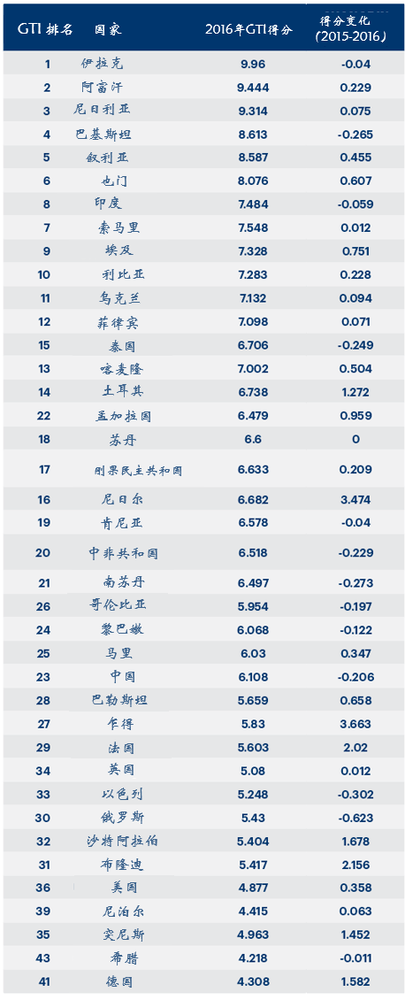 GTI 排名 国家 2016年GTI得分 得分变化
(2015-2016)
1 伊拉克 9.96 -0.04
2 阿富汗 9.444 0.229
3 尼日利亚 9.314 0.075
4 巴基斯坦 8.613 -0.265
5 叙利亚 8.587 0.455
6 也门 8.076 0.607
8 印度 7.484 -0.059
7 索马里 7.548 0.012
9 埃及 7.328 0.751
10 利比亚 7.283 0.228
11 乌克兰 7.132 0.094
12 菲律宾 7.098 0.071
15 泰国 6.706 -0.249
13 喀麦隆 7.002 0.504
14 土耳其 6.738 1.272
22 孟加拉国 6.479 0.959
18 苏丹 6.6 0
17 刚果民主共和国 6.633 0.209
16 尼日尔 6.682 3.474
19 肯尼亚 6.578 -0.04
20 中非共和国 6.518 -0.229
21 南苏丹 6.497 -0.273
26 哥伦比亚 5.954 -0.197
24 黎巴嫩 6.068 -0.122
25 马里 6.03 0.347
23 中国 6.108 -0.206
28 巴勒斯坦 5.659 0.658
27 乍得 5.83 3.663
29 法国 5.603 2.02
34 英国 5.08 0.012
33 以色列 5.248 -0.302
30 俄罗斯 5.43 -0.623
32 沙特阿拉伯 5.404 1.678
31 布隆迪 5.417 2.156
36 美国 4.877 0.358
39 尼泊尔 4.415 0.063
35 突尼斯 4.963 1.452
43 希腊 4.218 -0.011
41 德国 4.308 1.582